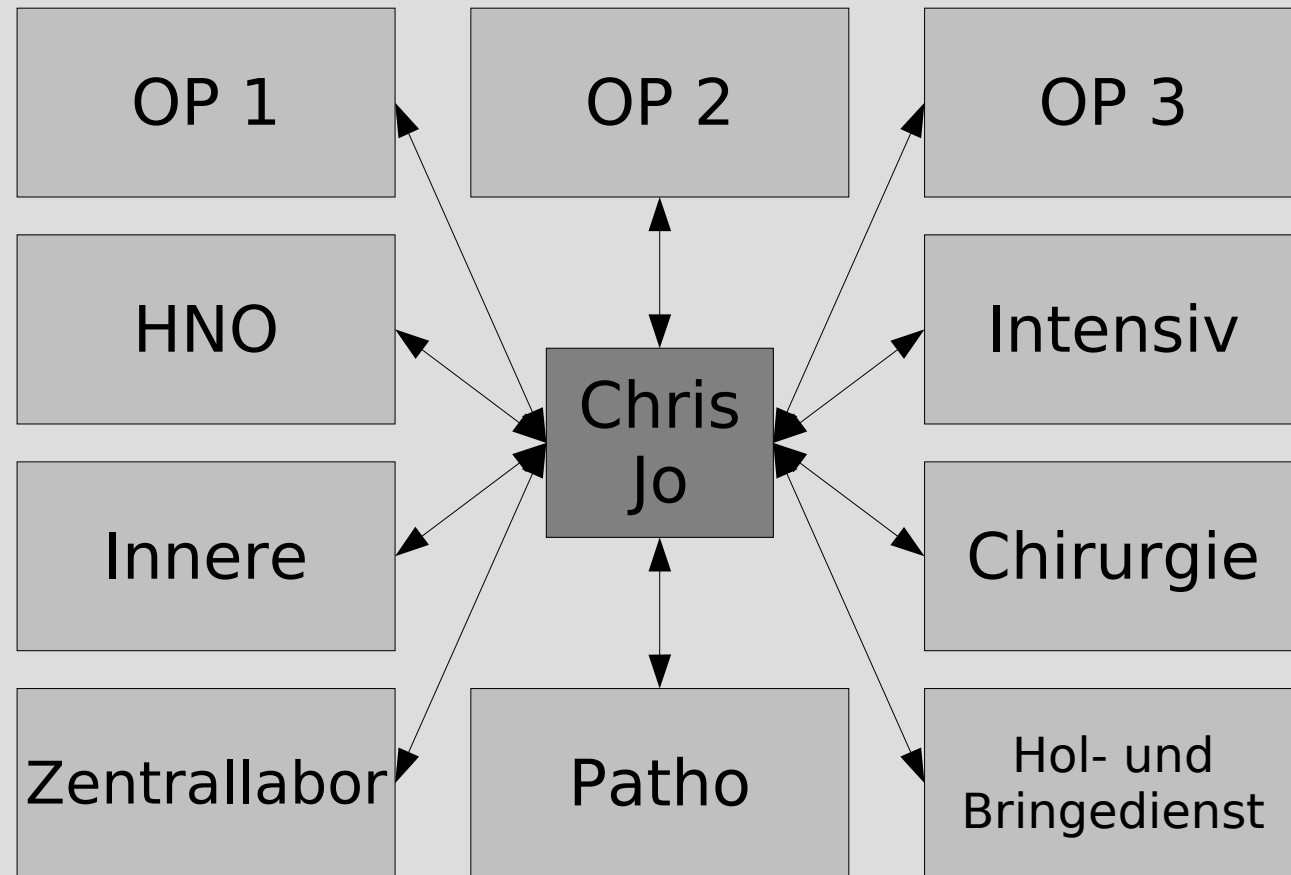 OP 1
OP 2
OP 3
HNO
Intensiv
Chris
Jo
Innere
Chirurgie
Zentrallabor
Patho
Hol- und
Bringedienst